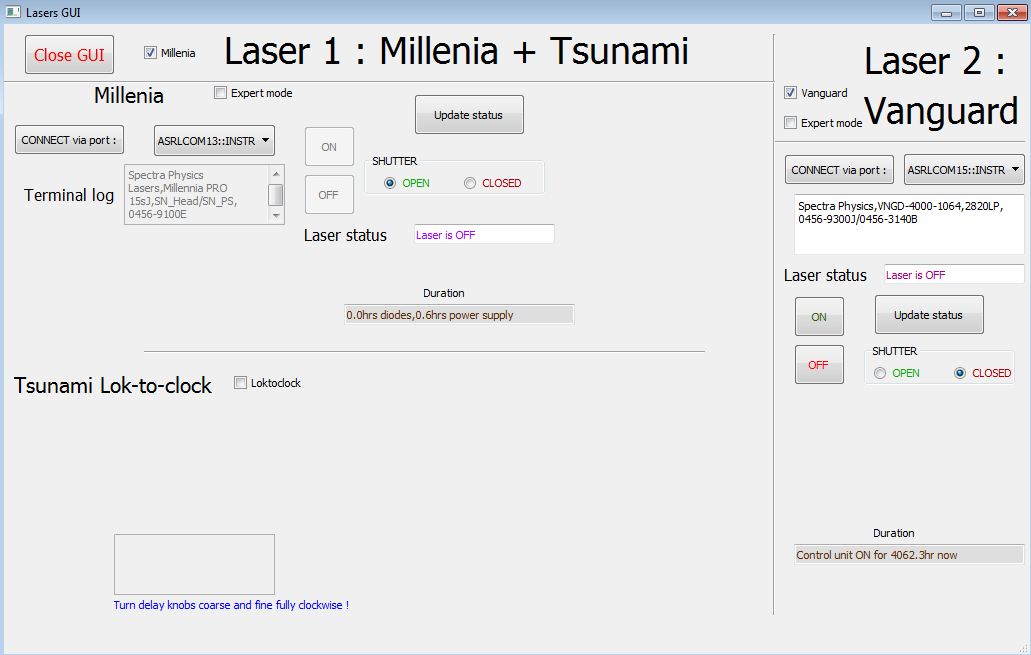 Lasers GUI
Close GUI
Millenia
Laser 1 : Millenia + Tsunami
Millenia
Expert mode
Update status
CONNECT via port :
ASRLCOM13::INSTR
ON
SHUTTER
OPEN
CLOSED
Terminal log
Spectra Physics
Lasers,Millennia PRO
15sJ,SN_Head/SN_PS,
0456-9100E
OFF
Laser status
Laser is OFF
Duration
0.0hrs diodes,0.6hrs power supply
Tsunami Lok-to-clock
Loktoclock
Turn delay knobs coarse and fine fully clockwise !
Laser 2 :
Vanguard
Vanguard
Expert mode
CONNECT via port :
ASRLCOM15::INSTR
Spectra Physics,VNGD-4000-1064,2820LP,
0456-9300J/0456-3140B
Laser status
Laser is OFF
ON
Update status
OFF
SHUTTER
OPEN
CLOSED
Duration
Control unit ON for 4062.3hr now